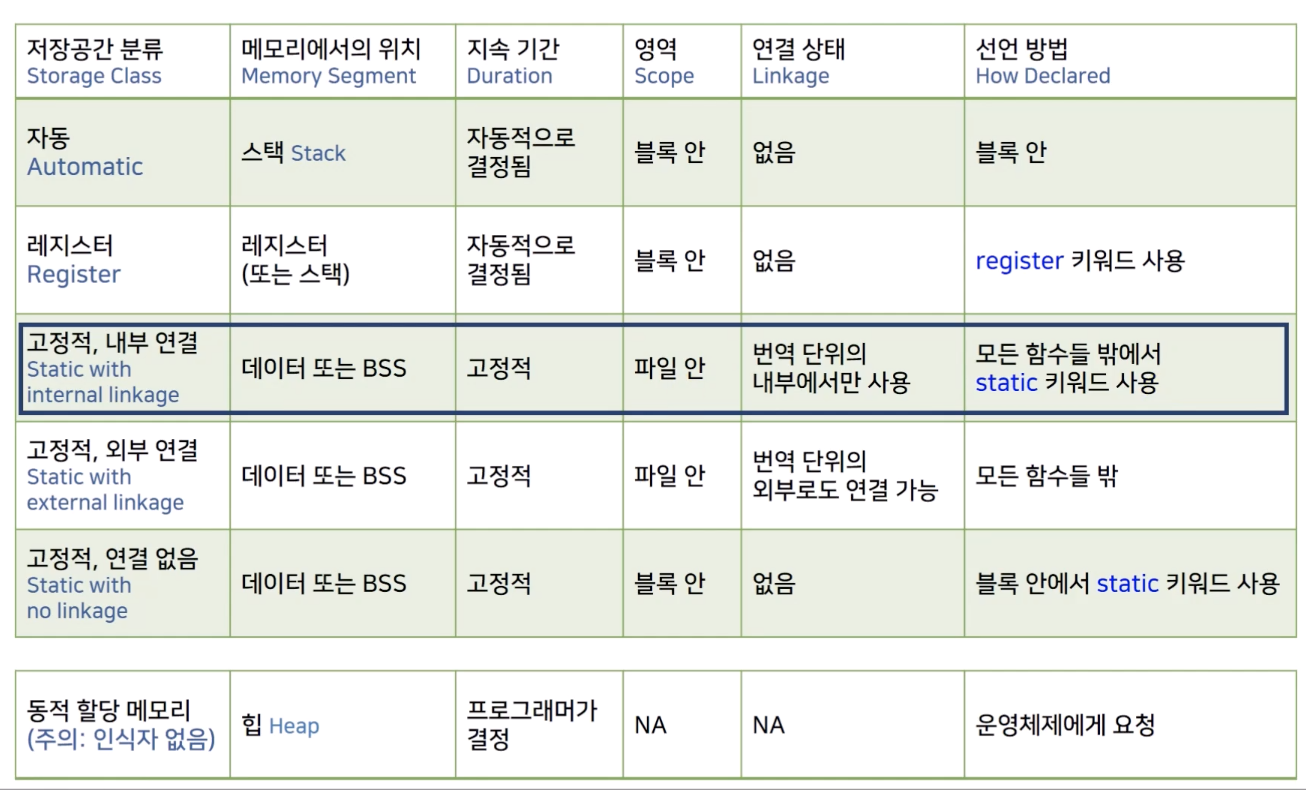 저장공간 분류
Storage Class
메모리에서의 위치
Memory Segment
지속 기간
Duration
영역
Scope
연결 상태
Linkage
선언 방법
How Declared
자동
Automatic
스택 Stack
자동적으로
결정됨
블록 안
없음
블록 안
레지스터
Register
레지스터
(또는 스택)
자동적으로
결정됨
블록 안
없음
register 키워드 사용
고정적, 내부 연결
Static with
internal linkage
데이터 또는 BSS
고정적
파일 안
번역 단위의
내부에서만 사용
모든 함수들 밖에서
static 키워드 사용
고정적, 외부 연결
Static with
external linkage
데이터 또는 BSS
고정적
파일 안
번역 단위의
외부로도 연결 가능
모든 함수들 밖
고정적, 연결 없음
Static with
no linkage
데이터 또는 BSS
고정적
블록 안
없음
블록 안에서 static 키워드 사용
동적 할당 메모리
(주의: 인식자 없음)
힙 Heap
프로그래머가
결정
NA
NA
운영체제에게 요청